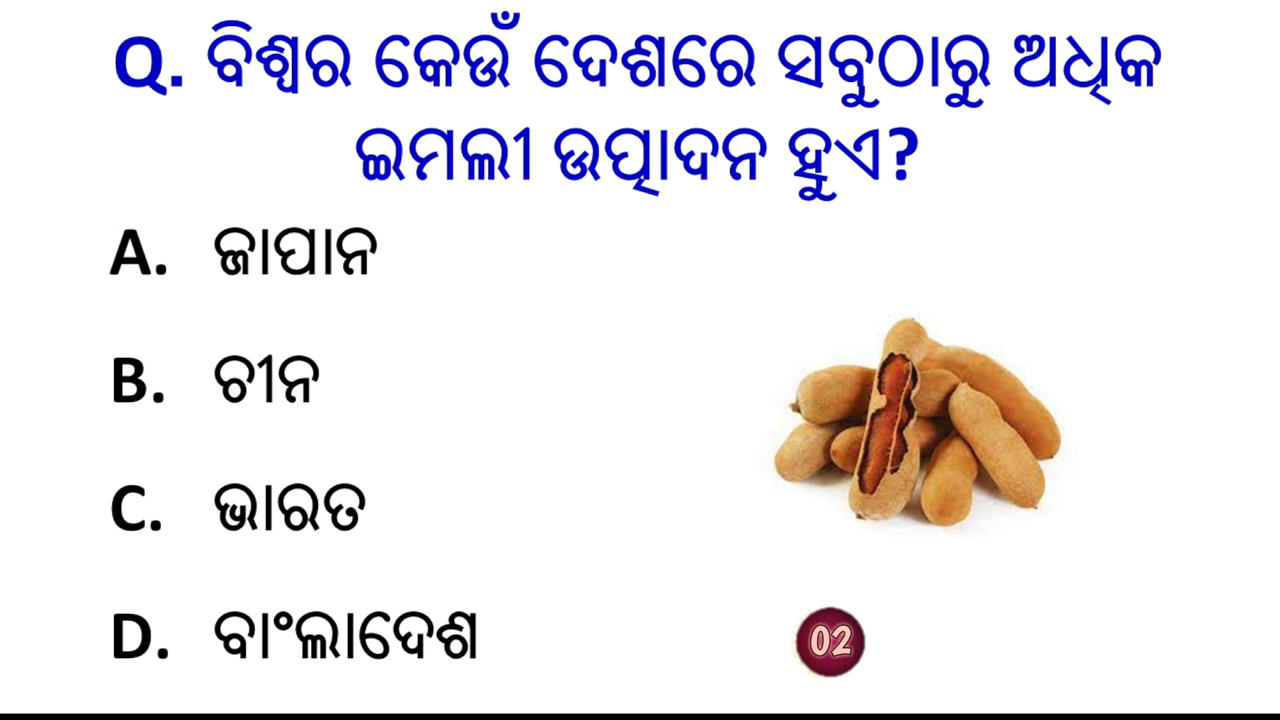 Q. ବିଶ୍ୱର କେଉଁ ଦେଶରେ ସବୁଠାରୁ ଅଧିକ
ଇମଲୀ ଉତ୍ପାଦନ ହୁଏ?
A. ଜାପାନ
B. ଚୀନ
C. ଭାରତ
D. ବାଂଲାଦେଶ
02